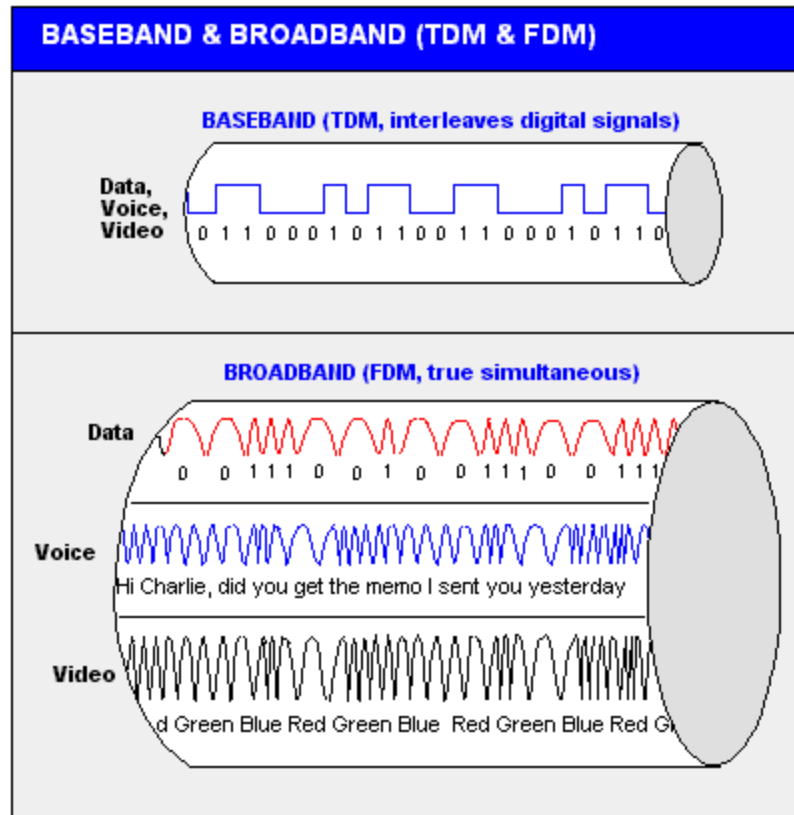 BASEBAND & BROADBAND (TDM & FDM)
BASEBAND (TDM, interleaves digital signals)
Data,
Voice,
Video
0 1 1 0 0 0 1 0 1 1 0 0 1 1 0 0 0 1 0 1 1 0
BROADBAND (FDM, true simultaneous)
Data
0 0 1 1 1 0 0 1 0 0 1 1 1 0 0 1 1 1
Voice
Hi Charlie, did you get the memo I sent you yesterday
Video
d Green Blue Red Green Blue Red Green Blue Red G